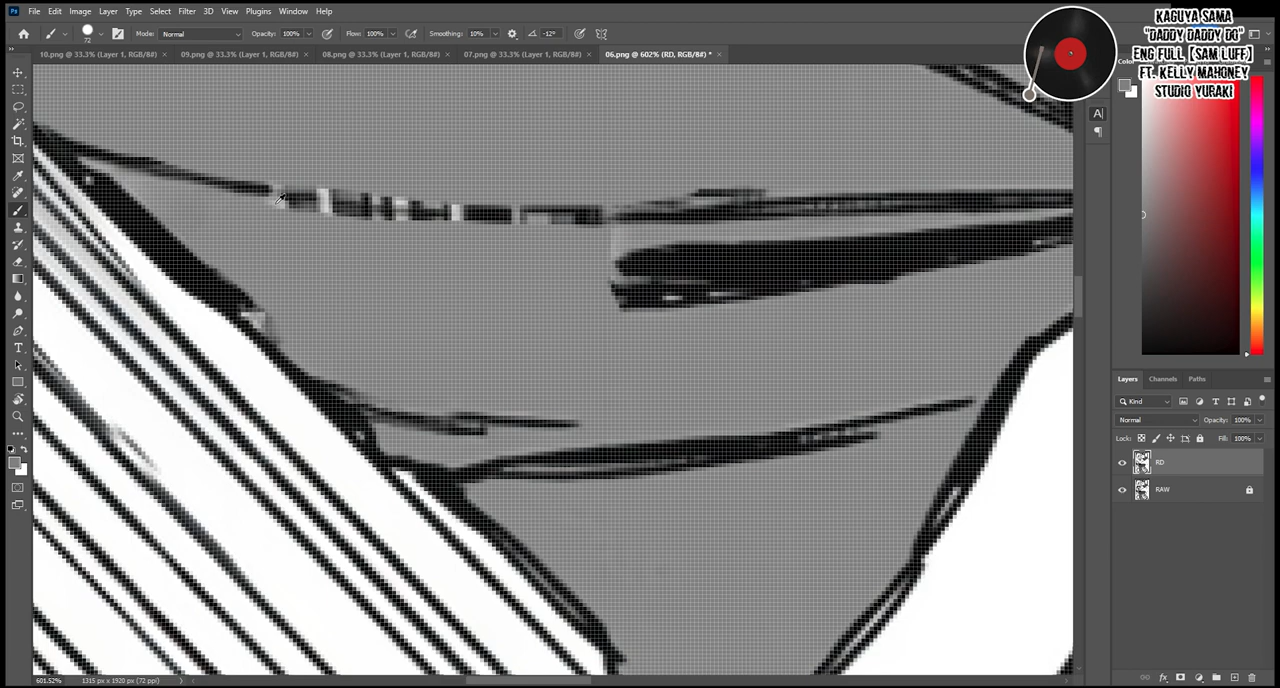 Ps File Edit Image Layer Type Select Filter 3D View Plugins Window Help
72 Mode: Normal Opacity: 100% Flow: 100% Smoothing: 10% -12°
10.png @ 33.3% (Layer 1, RGB/8#) × 09.png @ 33.3% (Layer 1, RGB/8#) × 08.png @ 33.3% (Layer 1, RGB/8#) × 07.png @ 33.3% (Layer 1, RGB/8#) × 06.png @ 602% (RD, RGB/8#) * ×
KAGUYA SAMA
"DADDY DADDY DO"
ENG FULL [SAM LUFF]
FT. KELLY MAHONEY
STUDIO YURAKI
Color
Layers Channels Paths
Kind
Normal Opacity: 100%
Lock: Fill: 100%
RD
RAW
601.52% 1315 px x 1920 px (72 ppi)